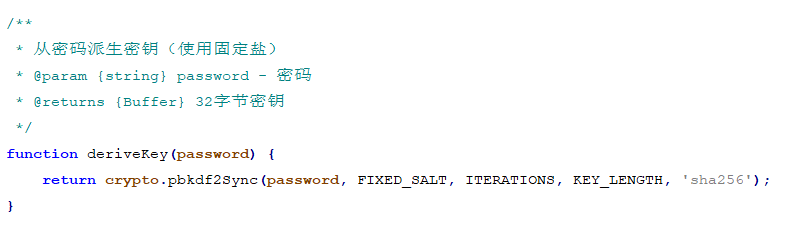 /**
 * 从密码派生密钥（使用固定盐）
 * @param {string} password - 密码
 * @returns {Buffer} 32字节密钥
 */
function deriveKey(password) {
    return crypto.pbkdf2Sync(password, FIXED_SALT, ITERATIONS, KEY_LENGTH, 'sha256');
}